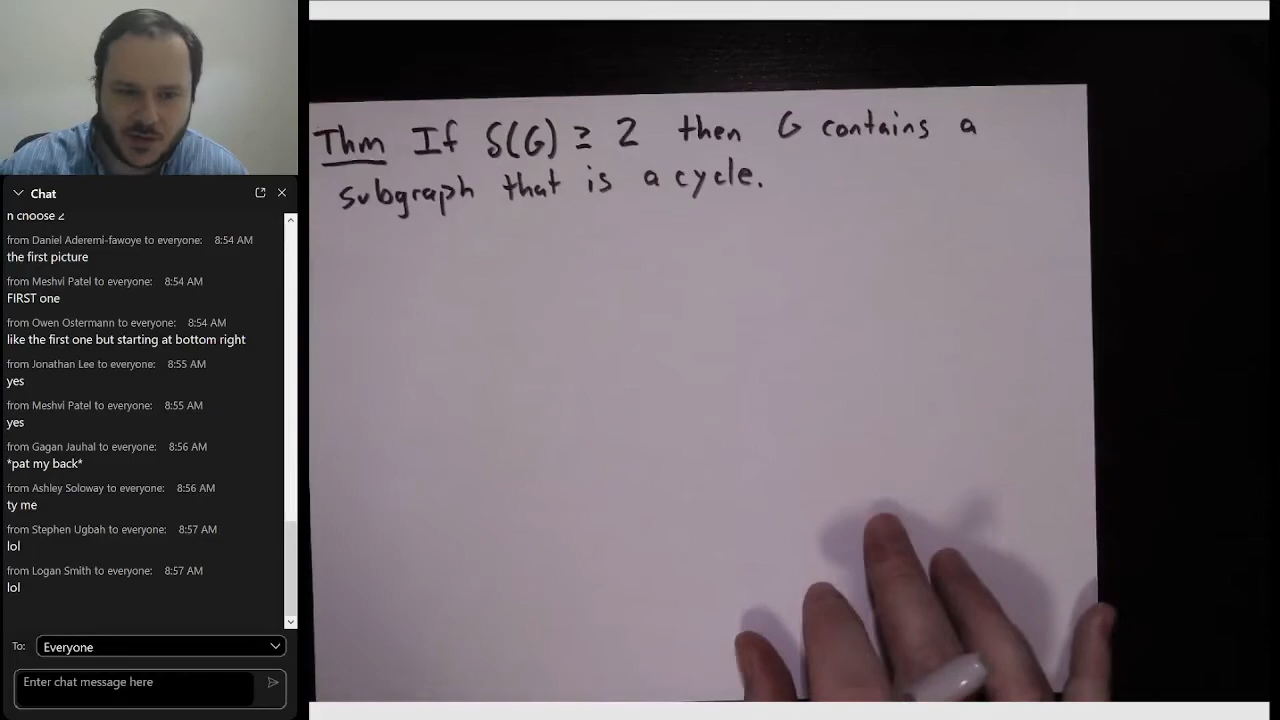 Chat
n choose 2
from Daniel Aderemi-fawoye to everyone: 8:54 AM
the first picture
from Meshvi Patel to everyone: 8:54 AM
FIRST one
from Owen Ostermann to everyone: 8:54 AM
like the first one but starting at bottom right
from Jonathan Lee to everyone: 8:55 AM
yes
from Meshvi Patel to everyone: 8:55 AM
yes
from Gagan Jauhal to everyone: 8:56 AM
*pat my back*
from Ashley Soloway to everyone: 8:56 AM
ty me
from Stephen Ugbah to everyone: 8:57 AM
lol
from Logan Smith to everyone: 8:57 AM
lol
To: Everyone
Enter chat message here
Thm If δ(G) ≥ 2 then G contains a
subgraph that is a cycle.